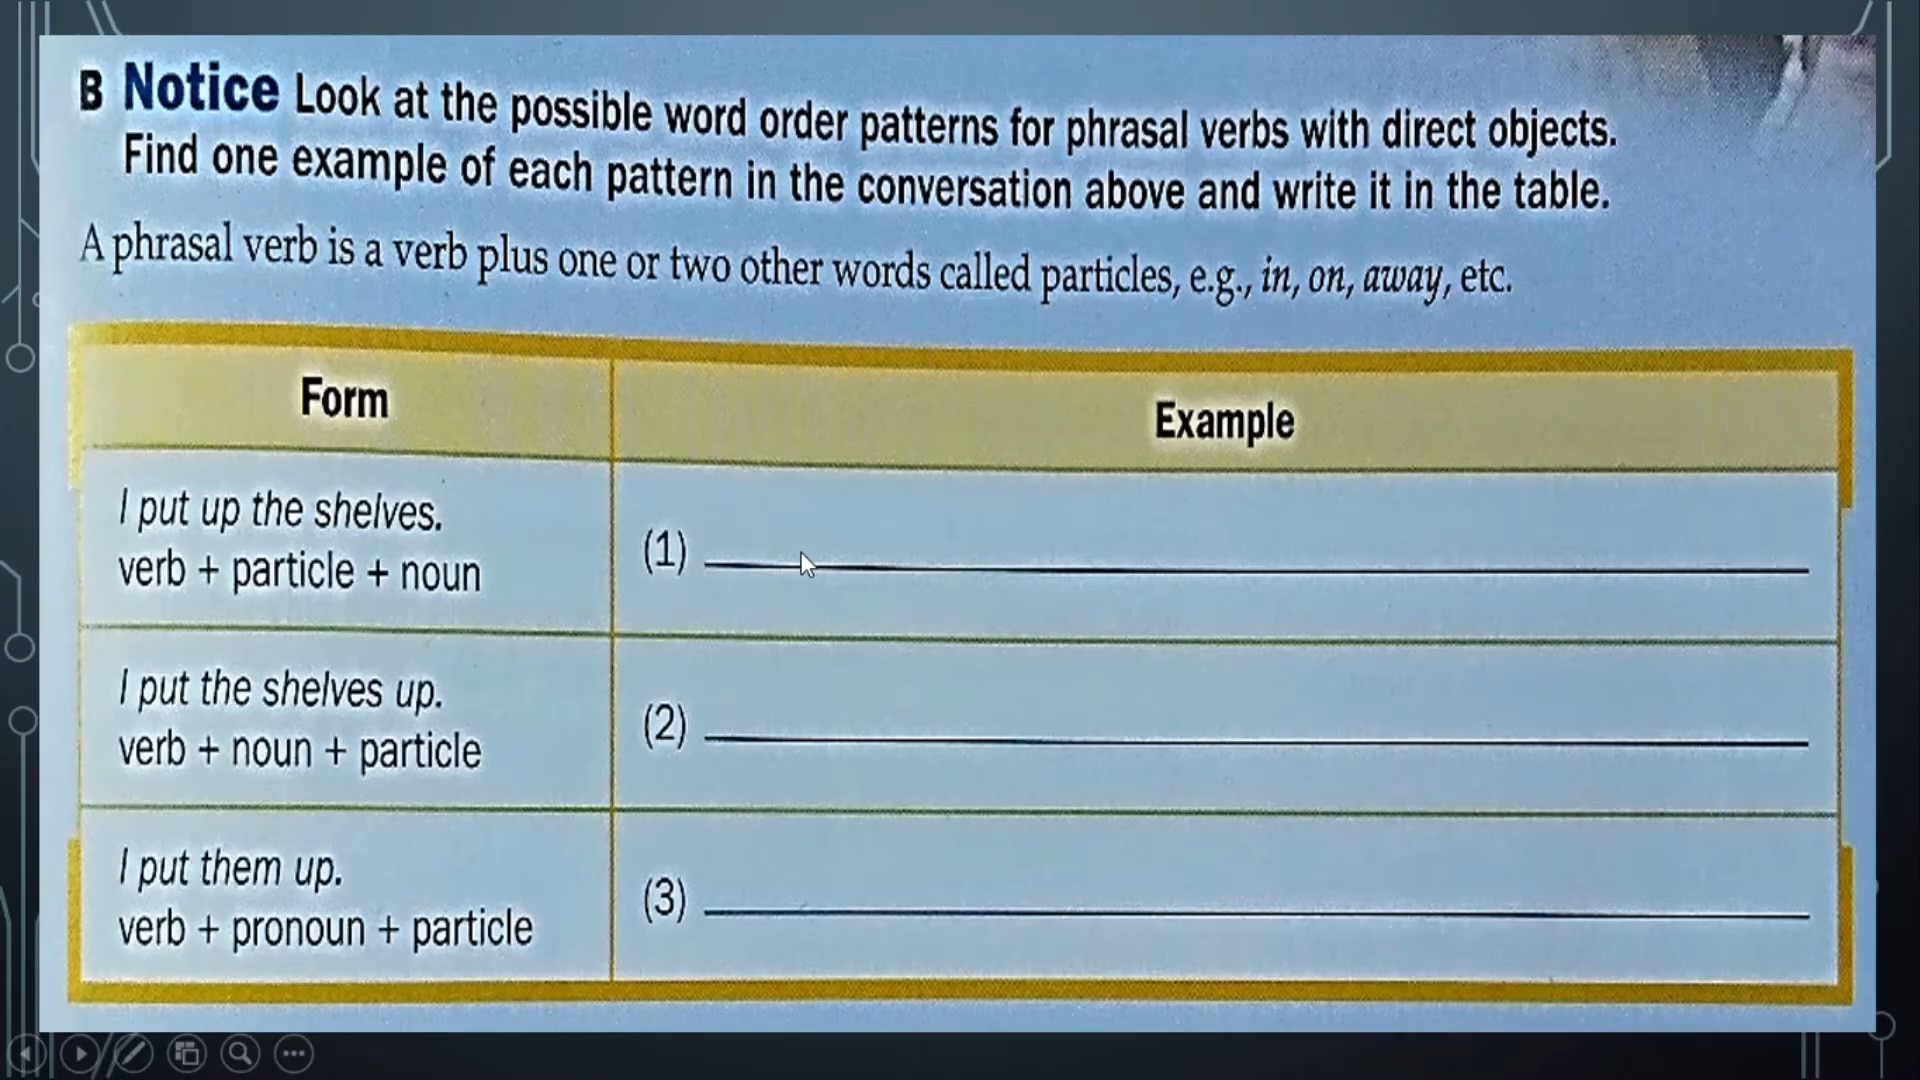 B Notice Look at the possible word order patterns for phrasal verbs with direct objects.
Find one example of each pattern in the conversation above and write it in the table.
A phrasal verb is a verb plus one or two other words called particles, e.g., in, on, away, etc.
Form
Example
I put up the shelves.
verb + particle + noun
(1)
I put the shelves up.
verb + noun + particle
(2)
I put them up.
verb + pronoun + particle
(3)